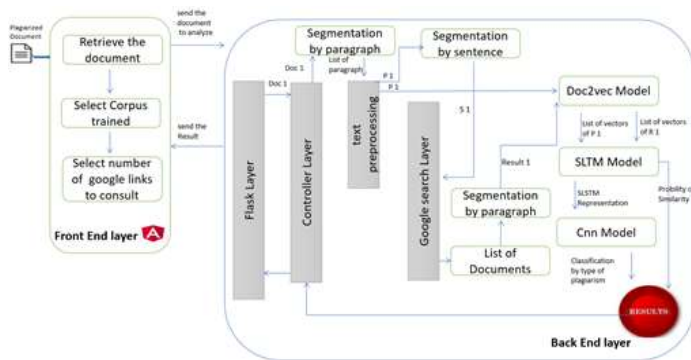 Plagiarized
Document
Retrieve the
document
Select Corpus
trained
Select number
of google links
to consult
Front End layer
send the
document
to analyze
send the
Result
Flask Layer
Doc 1
Controller Layer
Doc 1
Segmentation
by paragraph
List of
paragraph
text
preprocessing
P 1
P 1
Segmentation
by sentence
S 1
Google search Layer
List of
Documents
Segmentation
by paragraph
Result 1
Doc2vec Model
List of vectors
of P 1
List of vectors
of R 1
SLTM Model
SLSTM
Representation
Probility of
Similarity
Cnn Model
Classification
by type of
plagiarism
RESULTS
Back End layer